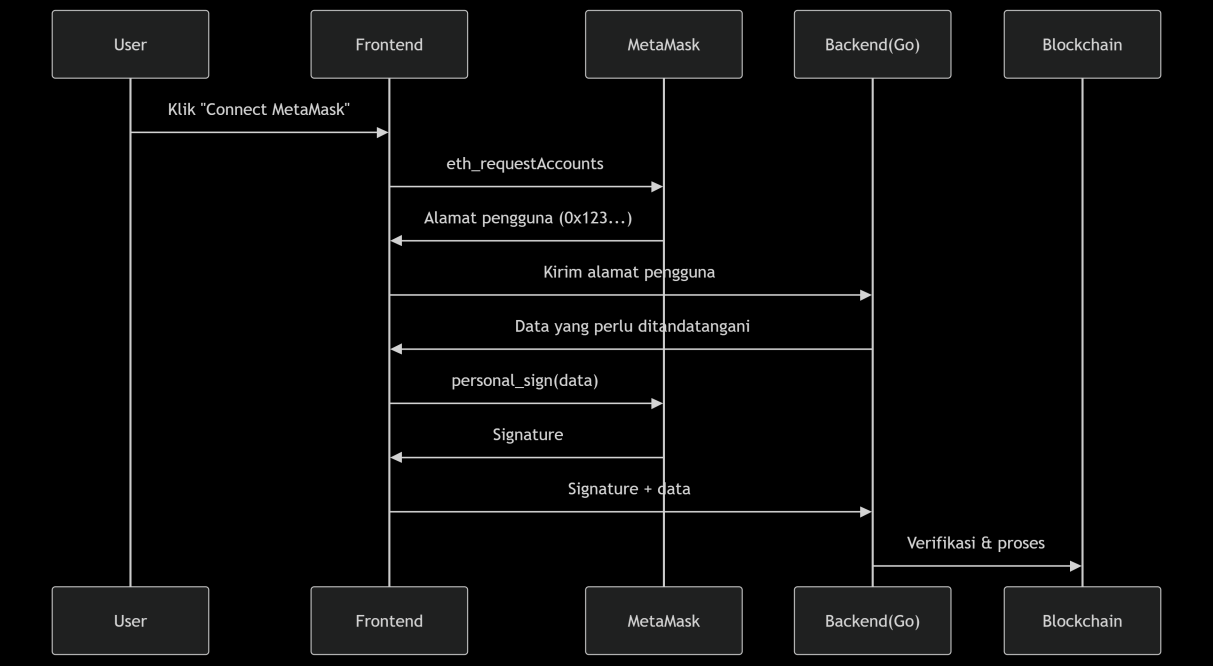 User
Frontend
MetaMask
Backend(Go)
Blockchain
Klik "Connect MetaMask"
eth_requestAccounts
Alamat pengguna (0x123...)
Kirim alamat pengguna
Data yang perlu ditandatangani
personal_sign(data)
Signature
Signature + data
Verifikasi & proses
User
Frontend
MetaMask
Backend(Go)
Blockchain